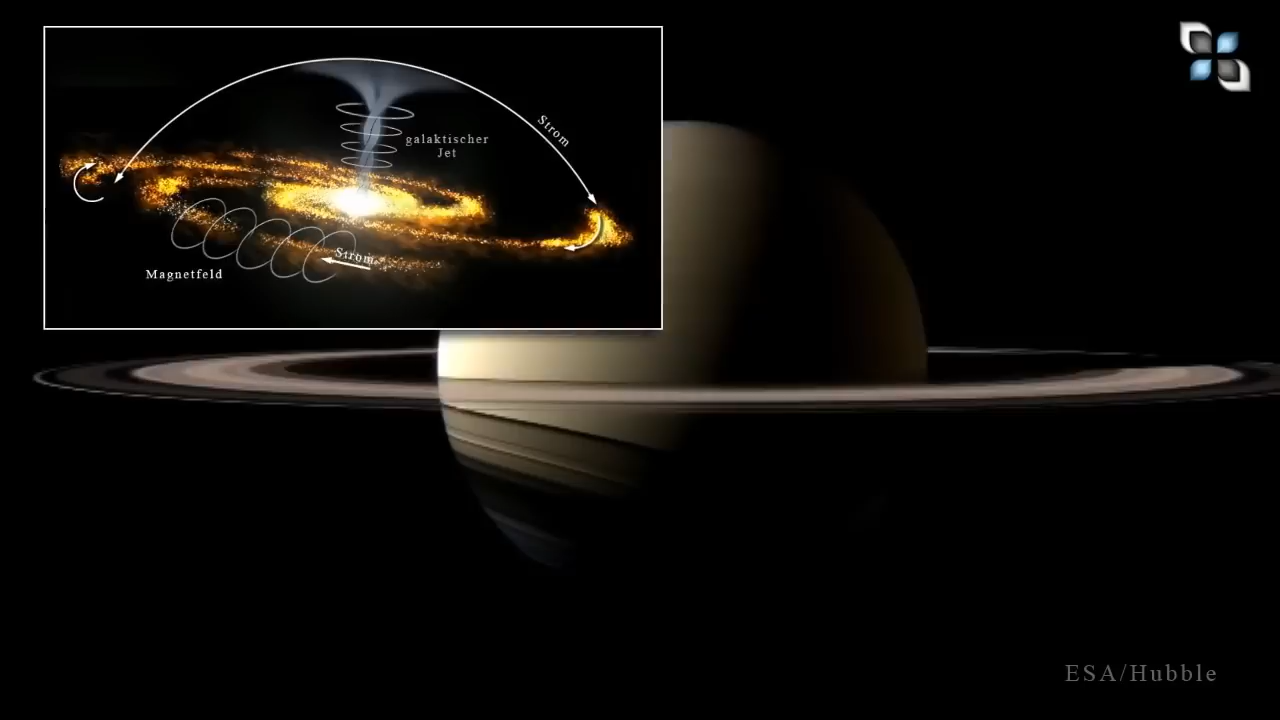 Strom
galaktischer
Jet
Strom
Magnetfeld
ESA/Hubble